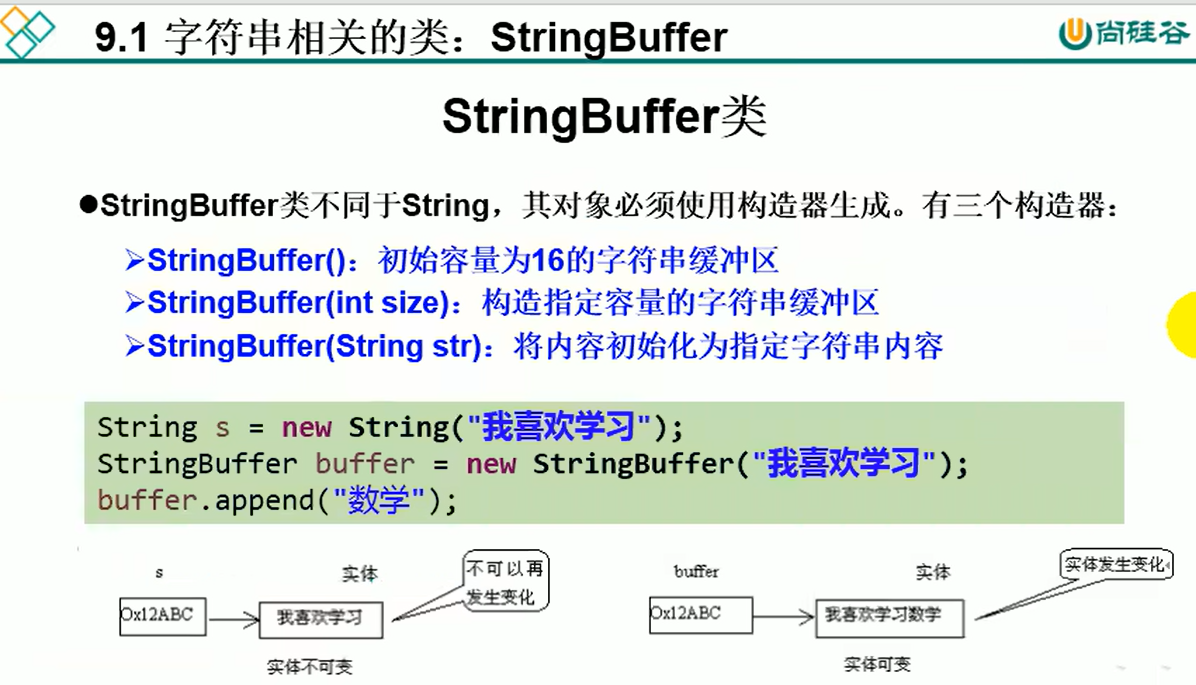 9.1 字符串相关的类：StringBuffer
尚硅谷
StringBuffer类
●StringBuffer类不同于String，其对象必须使用构造器生成。有三个构造器：
➢StringBuffer()：初始容量为16的字符串缓冲区
➢StringBuffer(int size)：构造指定容量的字符串缓冲区
➢StringBuffer(String str)：将内容初始化为指定字符串内容
String s = new String("我喜欢学习");
StringBuffer buffer = new StringBuffer("我喜欢学习");
buffer.append("数学");
s
实体
不可以再
发生变化
0x12ABC
我喜欢学习
实体不可变
buffer
实体
实体发生变化
0x12ABC
我喜欢学习数学
实体可变